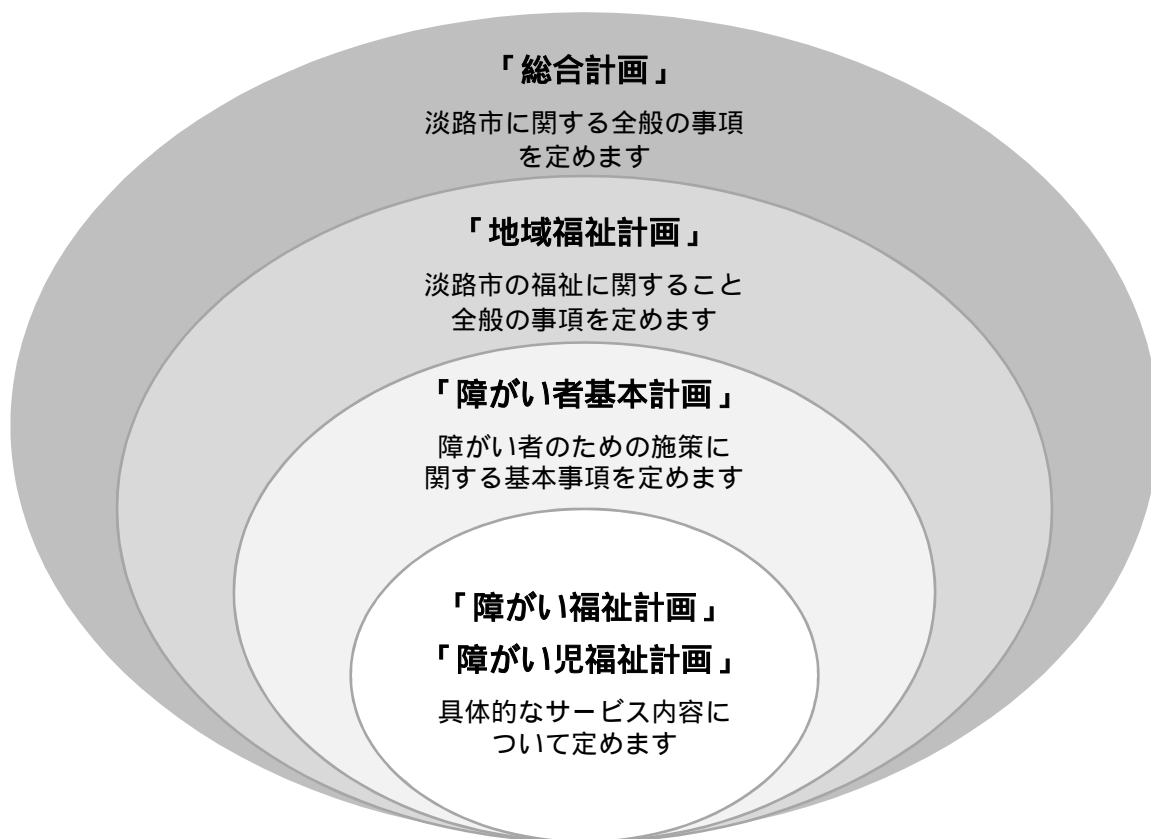 「総合計画」
淡路市に関する全般の事項
を定めます
「地域福祉計画」
淡路市の福祉に関すること
全般の事項を定めます
「障がい者基本計画」
障がい者のための施策に
関する基本事項を定めます
「障がい福祉計画」
「障がい児福祉計画」
具体的なサービス内容に
ついて定めます